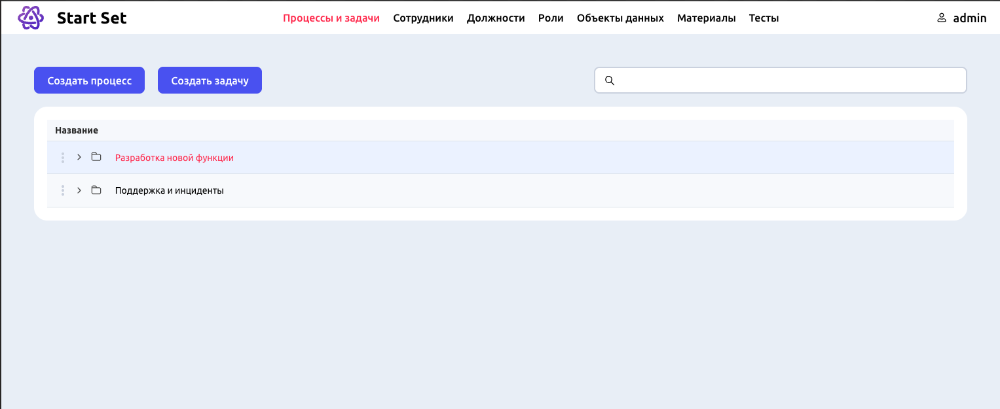 Start Set
Процессы и задачи Сотрудники Должности Роли Объекты данных Материалы Тесты
admin
Создать процесс Создать задачу
Название
Разработка новой функции
Поддержка и инциденты